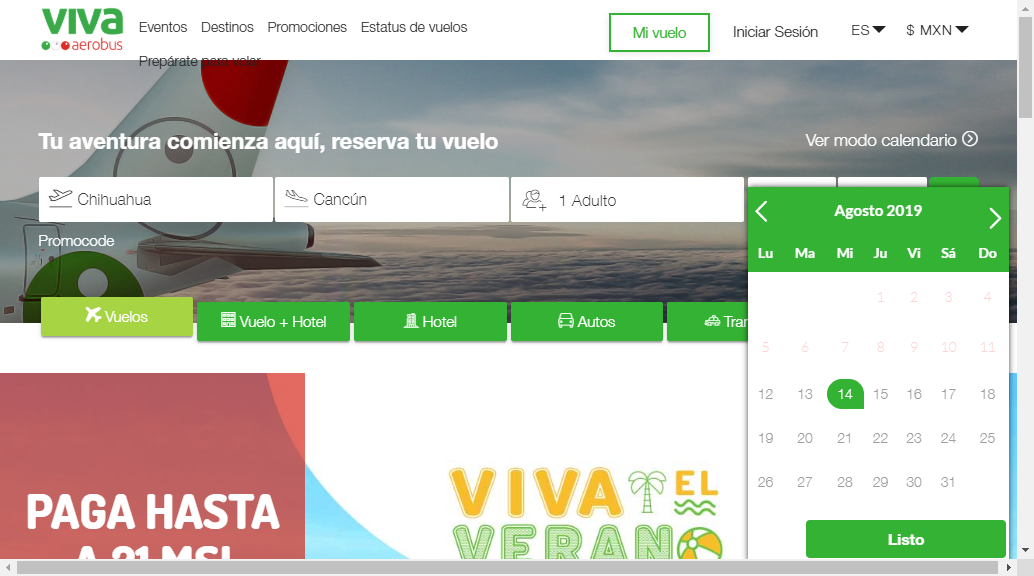 viva
aerobus
Eventos Destinos Promociones Estatus de vuelos
Prepárate para volar
Mi vuelo
Iniciar Sesión
ES
$ MXN
Tu aventura comienza aquí, reserva tu vuelo
Ver modo calendario
Chihuahua
Cancún
1 Adulto
Promocode
Vuelos
Vuelo + Hotel
Hotel
Autos
Agosto 2019
Lu Ma Mi Ju Vi Sá Do
1 2 3 4
5 6 7 8 9 10 11
12 13 14 15 16 17 18
19 20 21 22 23 24 25
26 27 28 29 30 31
Listo
PAGA HASTA
A 21 MSI
VIVA EL
VERANO